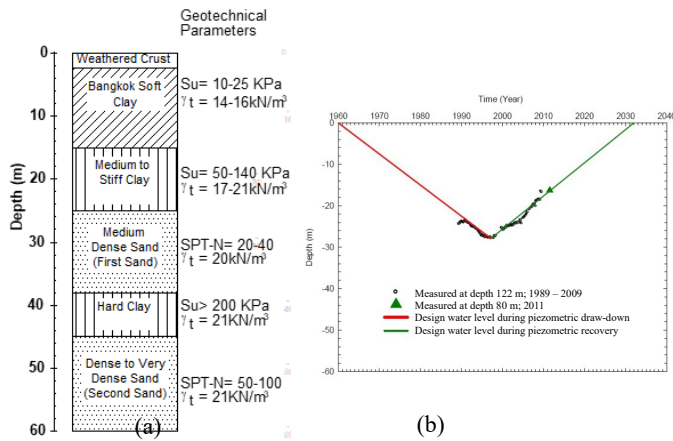 Geotechnical
Parameters
0
Weathered Crust
Bangkok Soft
Clay
Su= 10-25 KPa
γt = 14-16kN/m³
10
Medium to
Stiff Clay
Su= 50-140 KPa
γt = 17-21kN/m³
20
Depth (m)
Medium
Dense Sand
(First Sand)
SPT-N= 20-40
γt = 20kN/m³
30
Hard Clay
Su> 200 KPa
γt = 21KN/m³
40
50
Dense to Very
Dense Sand
(Second Sand)
SPT-N= 50-100
γt = 21KN/m³
60
(a)
Time (Year)
1960 1970 1980 1990 2000 2010 2020 2030 2040
0
-10
-20
-30
-40
-50
-60
Depth (m)
Measured at depth 122 m; 1989 – 2009
Measured at depth 80 m; 2011
Design water level during piezometric draw-down
Design water level during piezometric recovery
(b)